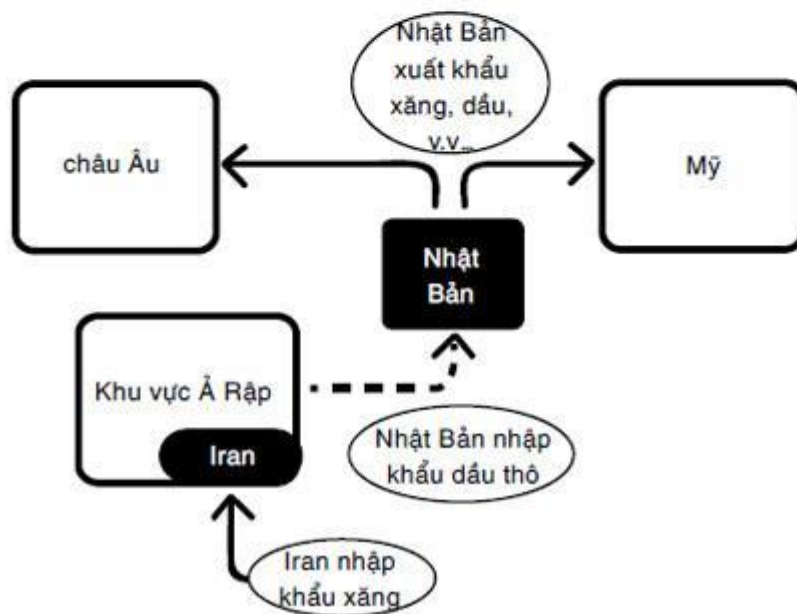 Nhật Bản
xuất khẩu
xăng, dầu,
v.v...
châu Âu
Mỹ
Nhật
Bản
Khu vực Ả Rập
Iran
Nhật Bản nhập
khẩu dầu thô
Iran nhập
khẩu xăng